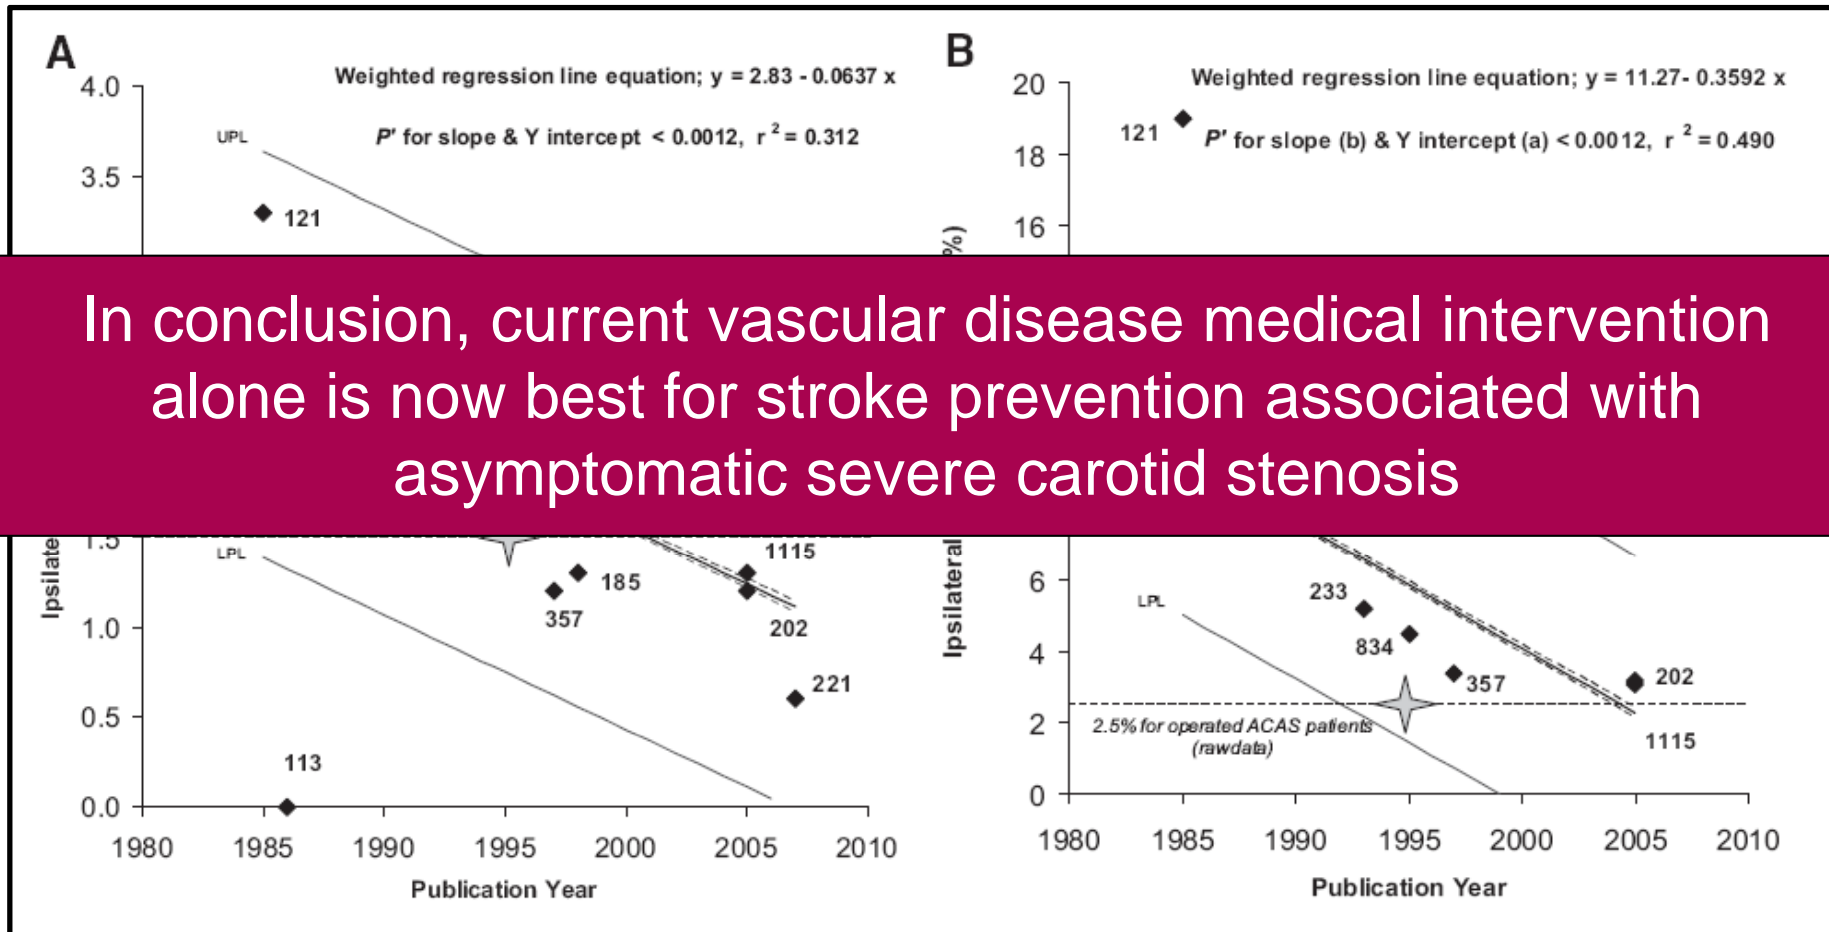 A
Weighted regression line equation; y = 2.83 - 0.0637 x
P' for slope & Y intercept < 0.0012, r 2 = 0.312
4.0
UPL
3.5
121
B
Weighted regression line equation; y = 11.27- 0.3592 x
P' for slope (b) & Y intercept (a) < 0.0012, r 2 = 0.490
20
121
18
16
%)
In conclusion, current vascular disease medical intervention
alone is now best for stroke prevention associated with
asymptomatic severe carotid stenosis
1.5
LPL
1115
185
357
1.0
202
221
0.5
113
0.0
1980 1985 1990 1995 2000 2005 2010
Publication Year
Ipsilateral
6
233
LPL
834
4
357
202
2.5% for operated ACAS patients
(rawdata)
2
1115
0
1980 1985 1990 1995 2000 2005 2010
Publication Year